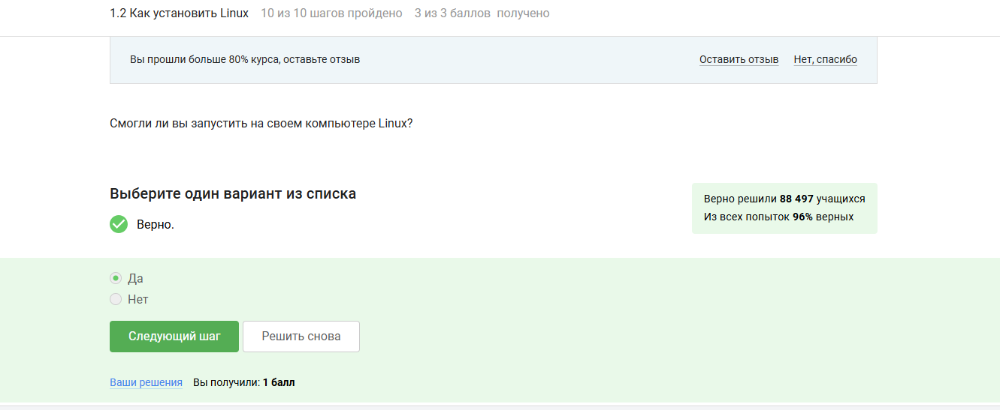 1.2 Как установить Linux 10 из 10 шагов пройдено 3 из 3 баллов получено
Вы прошли больше 80% курса, оставьте отзыв Оставить отзыв Нет, спасибо
Смогли ли вы запустить на своем компьютере Linux?
Выберите один вариант из списка
Верно.
Верно решили 88 497 учащихся
Из всех попыток 96% верных
Да
Нет
Следующий шаг Решить снова
Ваши решения Вы получили: 1 балл